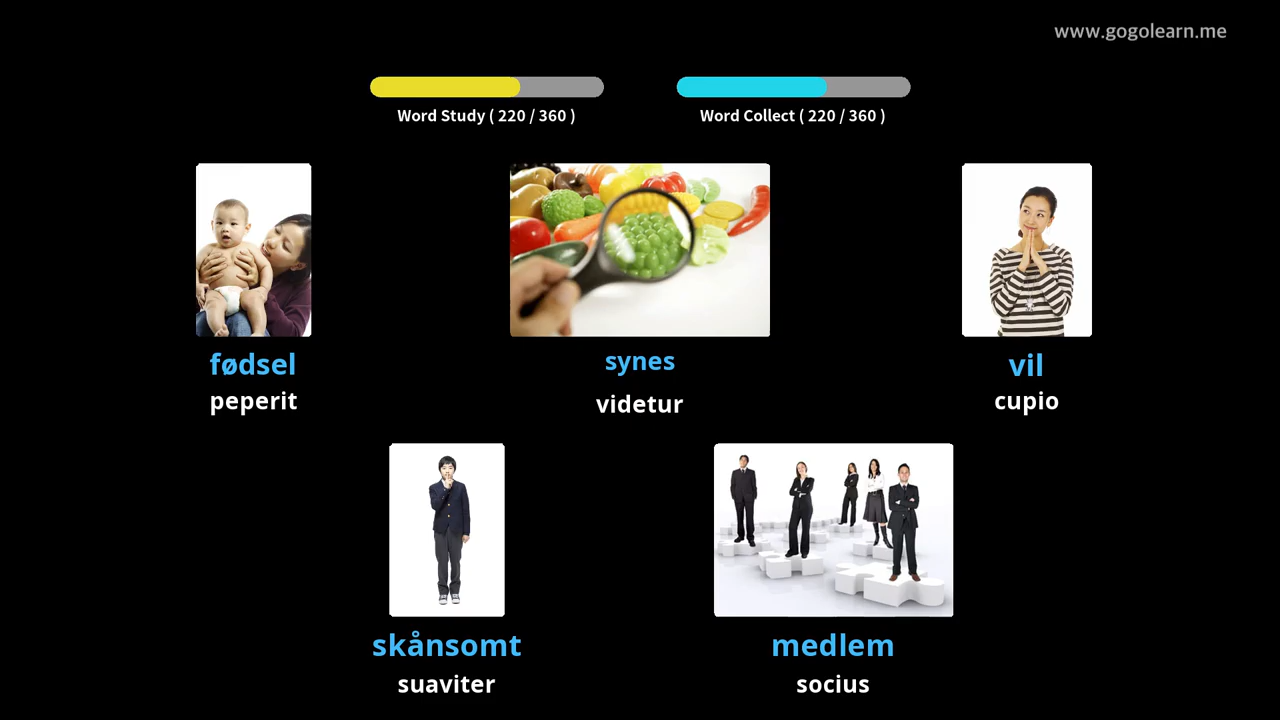 www.gogolearn.me
Word Study ( 220 / 360 )
Word Collect ( 220 / 360 )
fødsel
peperit
synes
videtur
vil
cupio
skånsomt
suaviter
medlem
socius